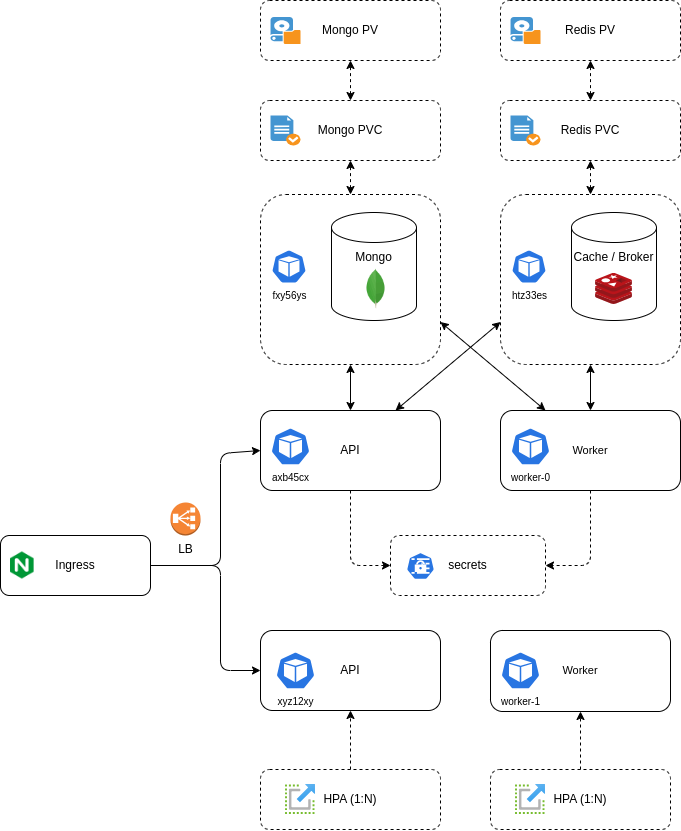 Mongo PV
Redis PV
Mongo PVC
Redis PVC
Mongo
fxy56ys
Cache / Broker
htz33es
API
axb45cx
Worker
worker-0
LB
Ingress
secrets
API
xyz12xy
Worker
worker-1
HPA (1:N)
HPA (1:N)